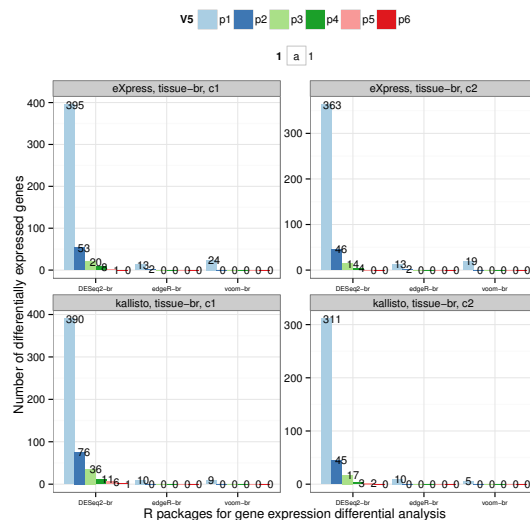 V5 p1 p2 p3 p4 p5 p6
1 a 1
eXpress, tissue−br, c1
eXpress, tissue−br, c2
Number of differentially expressed genes
400
300
200
100
0
395 53 20 8 1 0 13 2 0 0 0 0 24 0 0 0 0 0
DESeq2−br edgeR−br voom−br
300
200
100
0
363 46 14 4 0 0 13 2 0 0 0 0 19 0 0 0 0 0
DESeq2−br edgeR−br voom−br
kallisto, tissue−br, c1
kallisto, tissue−br, c2
400
300
200
100
0
390 76 36 11 6 1 10 0 0 0 0 0 9 0 0 0 0 0
DESeq2−br edgeR−br voom−br
300
200
100
0
311 45 17 3 2 0 10 0 0 0 0 0 5 0 0 0 0 0
DESeq2−br edgeR−br voom−br
R packages for gene expression differential analysis